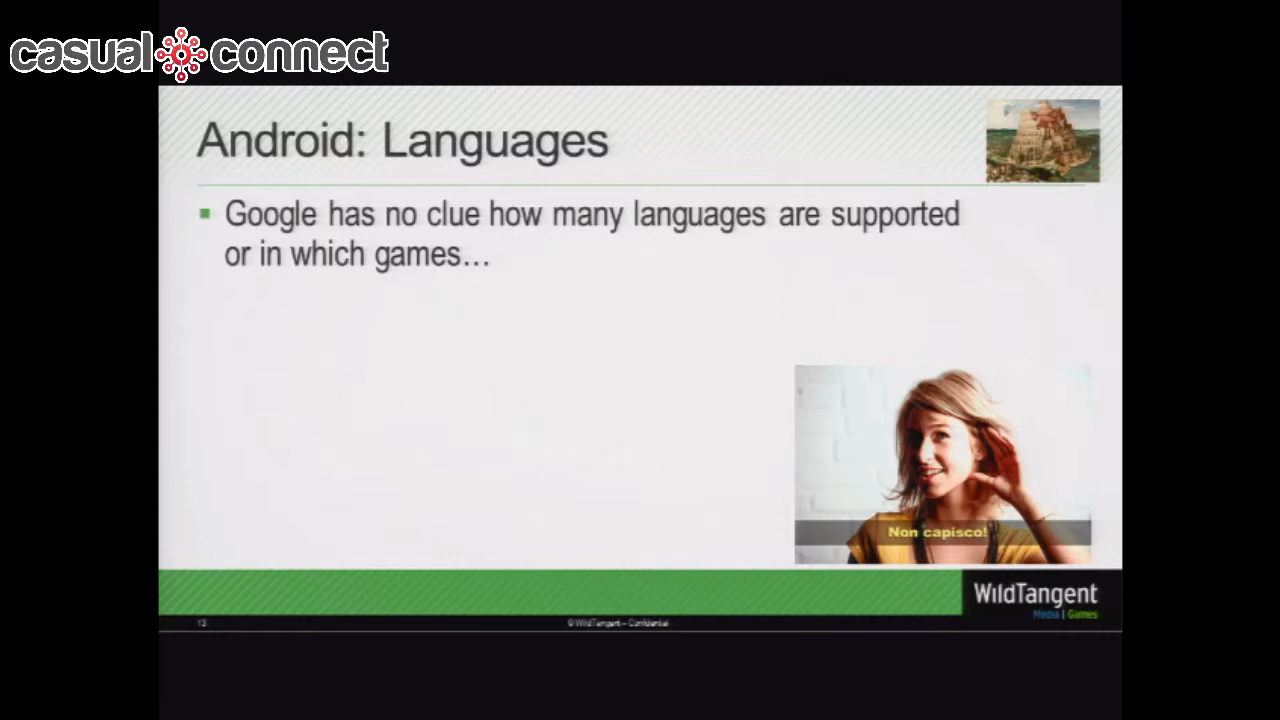 casual connect
Android: Languages
Google has no clue how many languages are supported
or in which games…
Non capisco!
WildTangent
Media | Games
13
© WildTangent – Confidential